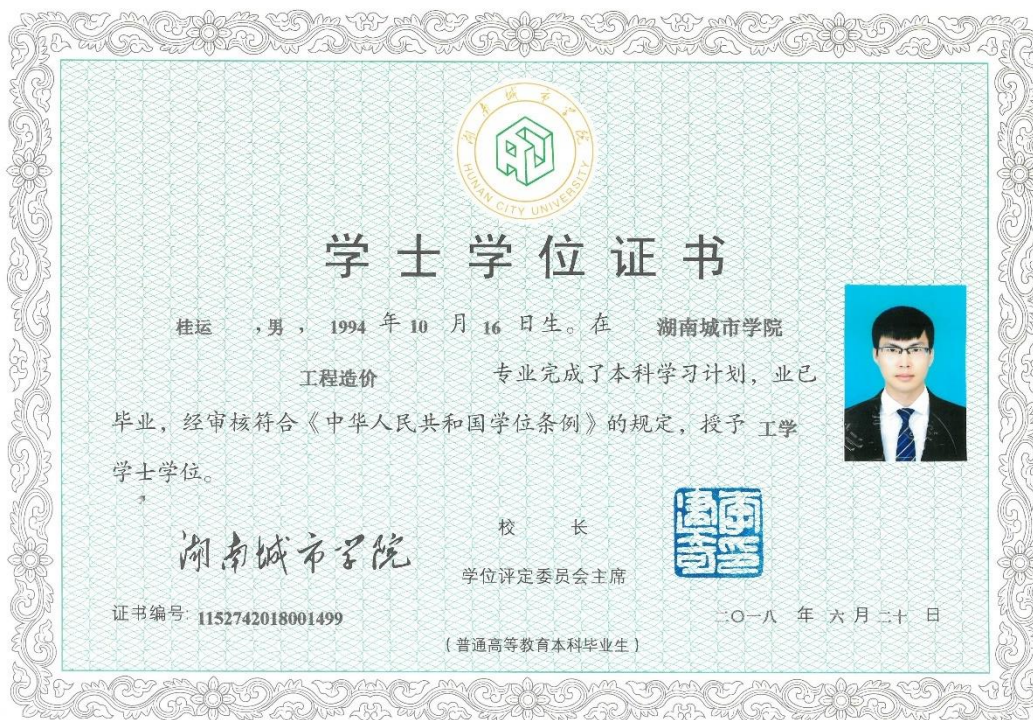 湖南城市学院
HUNAN CITY UNIVERSITY
学士学位证书
桂运 ,男, 1994 年 10 月 16 日生。在 湖南城市学院
工程造价 专业完成了本科学习计划, 业已
毕业, 经审核符合《中华人民共和国学位条例》的规定, 授予 工学
学士学位。
湖南城市学院
校 长
学位评定委员会主席
证书编号: 1152742018001499
二〇一八 年 六 月 二十 日
(普通高等教育本科毕业生)